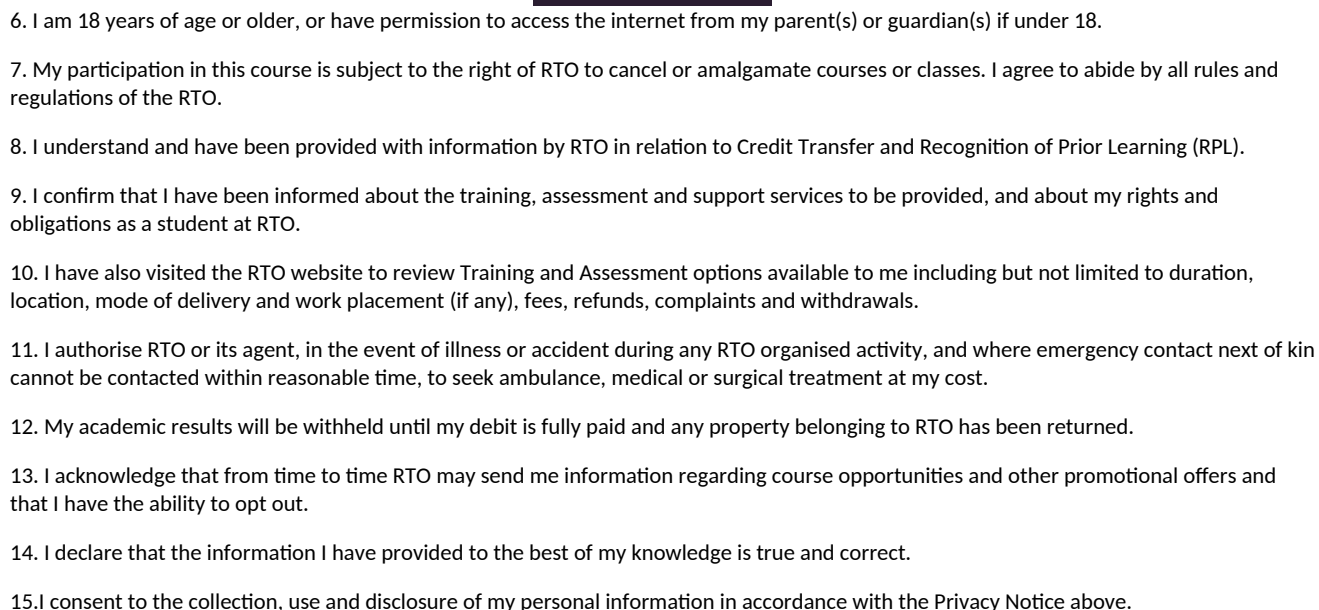 6. I am 18 years of age or older, or have permission to access the internet from my parent(s) or guardian(s) if under 18.
7. My participation in this course is subject to the right of RTO to cancel or amalgamate courses or classes. I agree to abide by all rules and
regulations of the RTO.
8. I understand and have been provided with information by RTO in relation to Credit Transfer and Recognition of Prior Learning (RPL).
9. I confirm that I have been informed about the training, assessment and support services to be provided, and about my rights and
obligations as a student at RTO.
10. I have also visited the RTO website to review Training and Assessment options available to me including but not limited to duration,
location, mode of delivery and work placement (if any), fees, refunds, complaints and withdrawals.
11. I authorise RTO or its agent, in the event of illness or accident during any RTO organised activity, and where emergency contact next of kin
cannot be contacted within reasonable time, to seek ambulance, medical or surgical treatment at my cost.
12. My academic results will be withheld until my debit is fully paid and any property belonging to RTO has been returned.
13. I acknowledge that from time to time RTO may send me information regarding course opportunities and other promotional offers and
that I have the ability to opt out.
14. I declare that the information I have provided to the best of my knowledge is true and correct.
15.I consent to the collection, use and disclosure of my personal information in accordance with the Privacy Notice above.